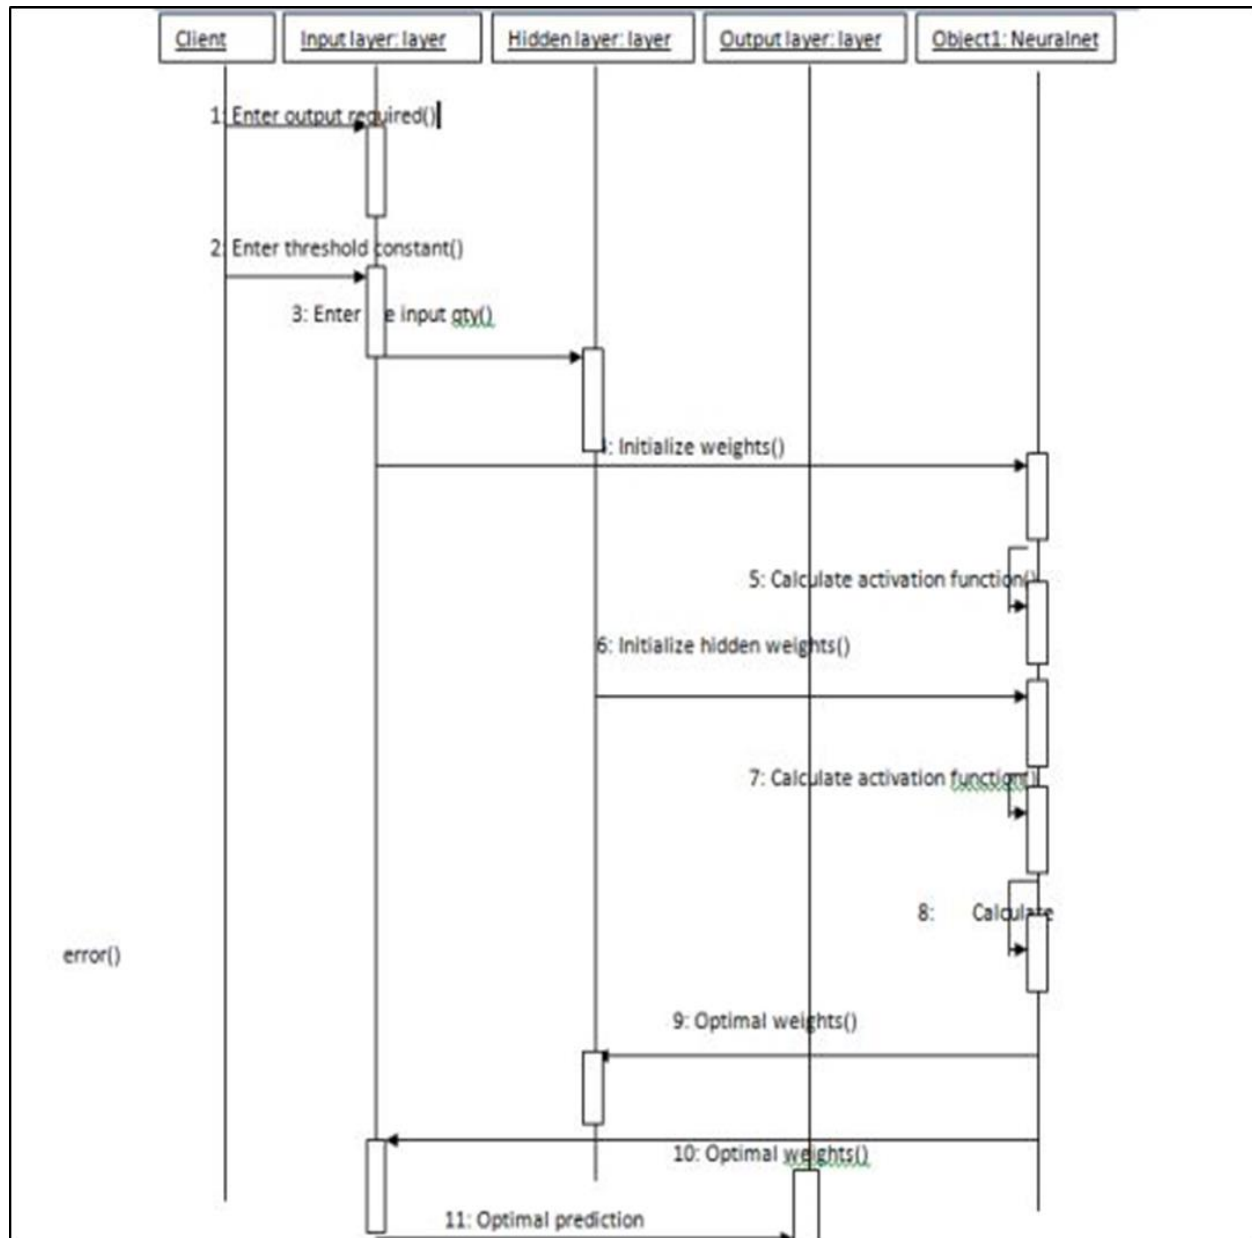 Client
Input layer: layer
Hidden layer: layer
Output layer: layer
Object1: Neuralnet
1: Enter output required()
2: Enter threshold constant()
3: Enter e input qty()
: Initialize weights()
5: Calculate activation function()
6: Initialize hidden weights()
7: Calculate activation function()
8: Calculate
error()
9: Optimal weights()
10: Optimal weights()
11: Optimal prediction